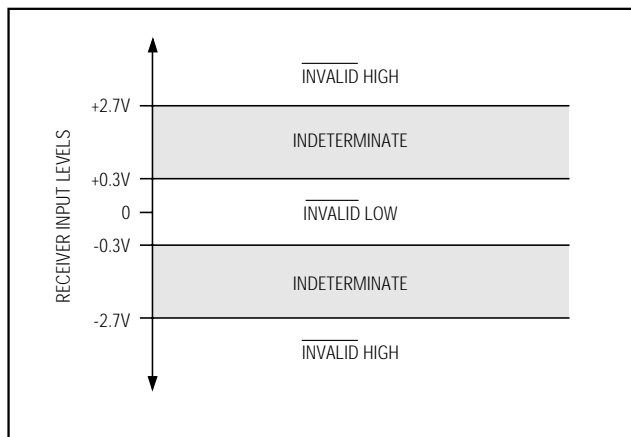 INVALID HIGH
+2.7V
INDETERMINATE
+0.3V
0
INVALID LOW
-0.3V
INDETERMINATE
-2.7V
INVALID HIGH
RECEIVER INPUT LEVELS